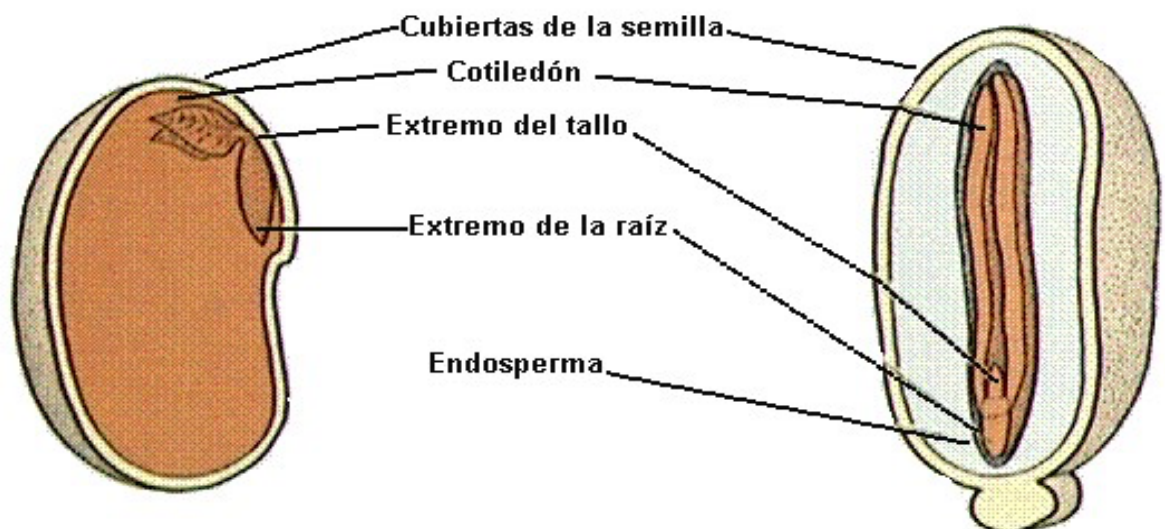 Cubiertas de la semilla
Cotiledón
Extremo del tallo
Extremo de la raíz
Endosperma